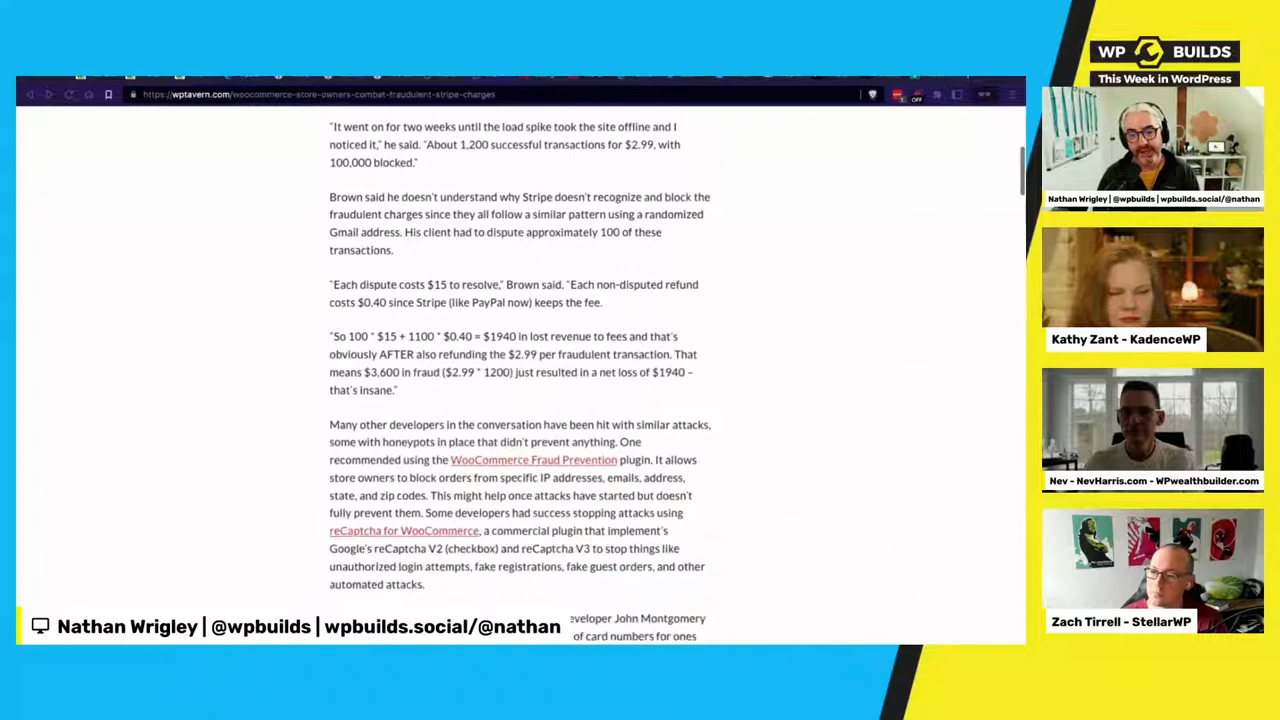 WP BUILDS
This Week in WordPress
https://wptavern.com/woocommerce-store-owners-combat-fraudulent-stripe-charges
OFF
"It went on for two weeks until the load spike took the site offline and I
noticed it," he said. "About 1,200 successful transactions for $2.99, with
100,000 blocked."
Brown said he doesn't understand why Stripe doesn't recognize and block the
fraudulent charges since they all follow a similar pattern using a randomized
Gmail address. His client had to dispute approximately 100 of these
transactions.
"Each dispute costs $15 to resolve," Brown said. "Each non-disputed refund
costs $0.40 since Stripe (like PayPal now) keeps the fee.
"So 100 * $15 + 1100 * $0.40 = $1940 in lost revenue to fees and that's
obviously AFTER also refunding the $2.99 per fraudulent transaction. That
means $3,600 in fraud ($2.99 * 1200) just resulted in a net loss of $1940 –
that's insane."
Many other developers in the conversation have been hit with similar attacks,
some with honeypots in place that didn't prevent anything. One
recommended using the WooCommerce Fraud Prevention plugin. It allows
store owners to block orders from specific IP addresses, emails, address,
state, and zip codes. This might help once attacks have started but doesn't
fully prevent them. Some developers had success stopping attacks using
reCaptcha for WooCommerce, a commercial plugin that implement's
Google's reCaptcha V2 (checkbox) and reCaptcha V3 to stop things like
unauthorized login attempts, fake registrations, fake guest orders, and other
automated attacks.
eveloper John Montgomery
of card numbers for ones
Nathan Wrigley | @wpbuilds | wpbuilds.social/@nathan
Nathan Wrigley | @wpbuilds | wpbuilds.social/@nathan
Kathy Zant - KadenceWP
Nev - NevHarris.com - WPwealthbuilder.com
Zach Tirrell - StellarWP